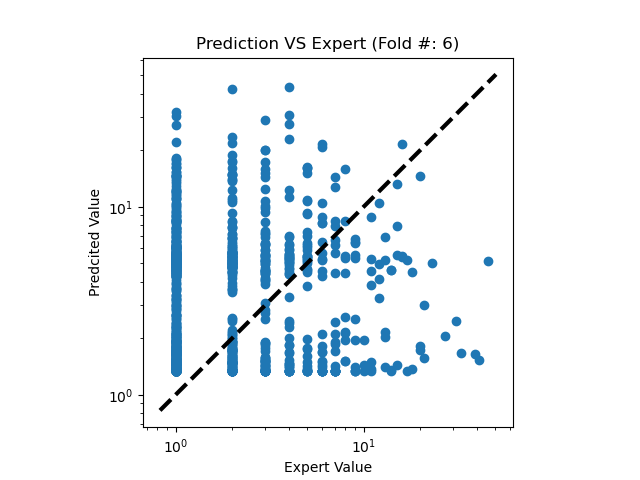 Prediction VS Expert (Fold #: 6)
10¹
10⁰
Predcited Value
10⁰ 10¹
Expert Value